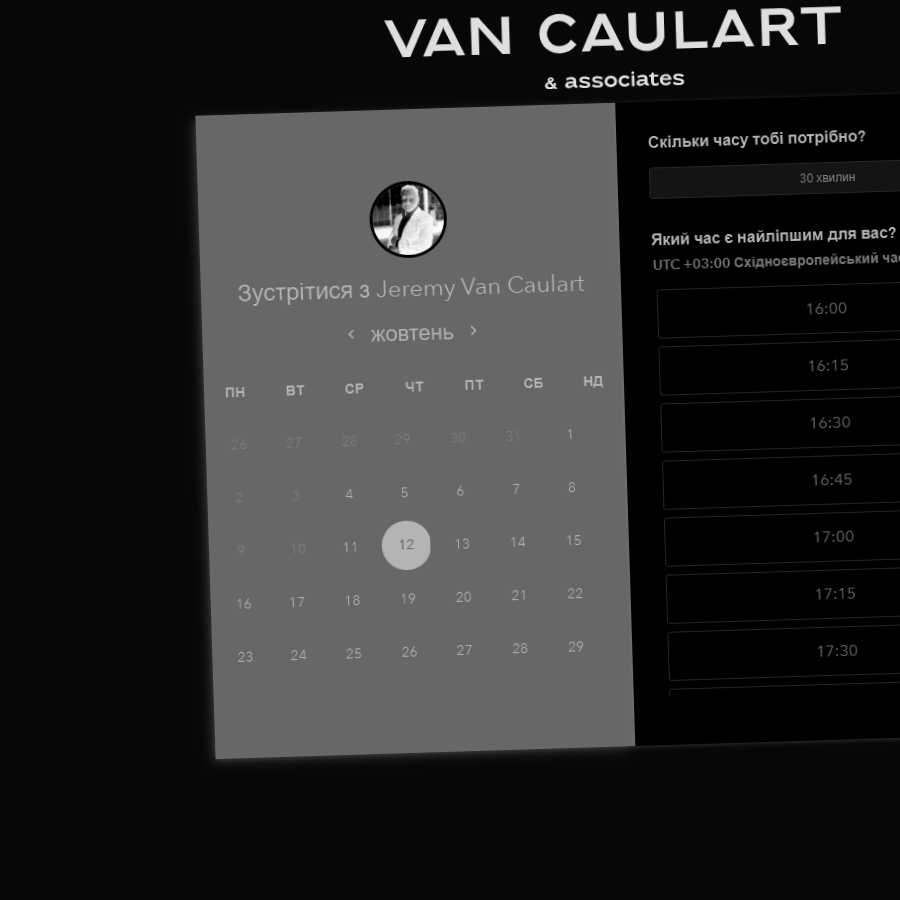 VAN CAULART
& associates
Зустрітися з Jeremy Van Caulart
жовтень
ПН ВТ СР ЧТ ПТ СБ НД
26 27 28 29 30 31 1
2 3 4 5 6 7 8
9 10 11 12 13 14 15
16 17 18 19 20 21 22
23 24 25 26 27 28 29
Скільки часу тобі потрібно?
30 хвилин
Який час є найліпшим для вас?
UTC +03:00 Східноєвропейський
16:00
16:15
16:30
16:45
17:00
17:15
17:30